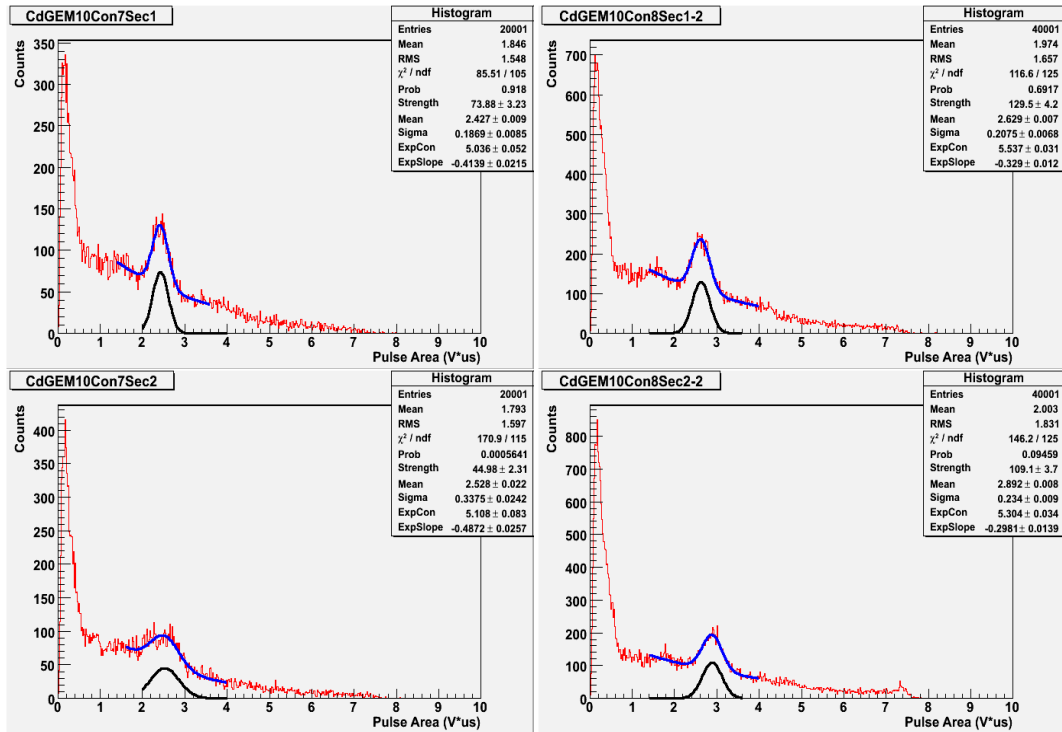 CdGEM10Con7Sec1
Histogram
Entries 20001
Mean 1.846
RMS 1.548
χ² / ndf 85.51 / 105
Prob 0.918
Strength 73.88 ± 3.23
Mean 2.427 ± 0.009
Sigma 0.1869 ± 0.0085
ExpCon 5.036 ± 0.052
ExpSlope -0.4139 ± 0.0215
Counts
350
300
250
200
150
100
50
0
0 1 2 3 4 5 6 7 8 9 10
Pulse Area (V*us)
CdGEM10Con8Sec1-2
Histogram
Entries 40001
Mean 1.974
RMS 1.657
χ² / ndf 116.6 / 125
Prob 0.6917
Strength 129.5 ± 4.2
Mean 2.629 ± 0.007
Sigma 0.2075 ± 0.0068
ExpCon 5.537 ± 0.031
ExpSlope -0.329 ± 0.012
Counts
700
600
500
400
300
200
100
0
0 1 2 3 4 5 6 7 8 9 10
Pulse Area (V*us)
CdGEM10Con7Sec2
Histogram
Entries 20001
Mean 1.793
RMS 1.597
χ² / ndf 170.9 / 115
Prob 0.0005641
Strength 44.98 ± 2.31
Mean 2.528 ± 0.022
Sigma 0.3375 ± 0.0242
ExpCon 5.108 ± 0.083
ExpSlope -0.4872 ± 0.0257
Counts
400
350
300
250
200
150
100
50
0
0 1 2 3 4 5 6 7 8 9 10
Pulse Area (V*us)
CdGEM10Con8Sec2-2
Histogram
Entries 40001
Mean 2.003
RMS 1.831
χ² / ndf 146.2 / 125
Prob 0.09459
Strength 109.1 ± 3.7
Mean 2.892 ± 0.008
Sigma 0.234 ± 0.009
ExpCon 5.304 ± 0.034
ExpSlope -0.2981 ± 0.0139
Counts
800
700
600
500
400
300
200
100
0
0 1 2 3 4 5 6 7 8 9 10
Pulse Area (V*us)